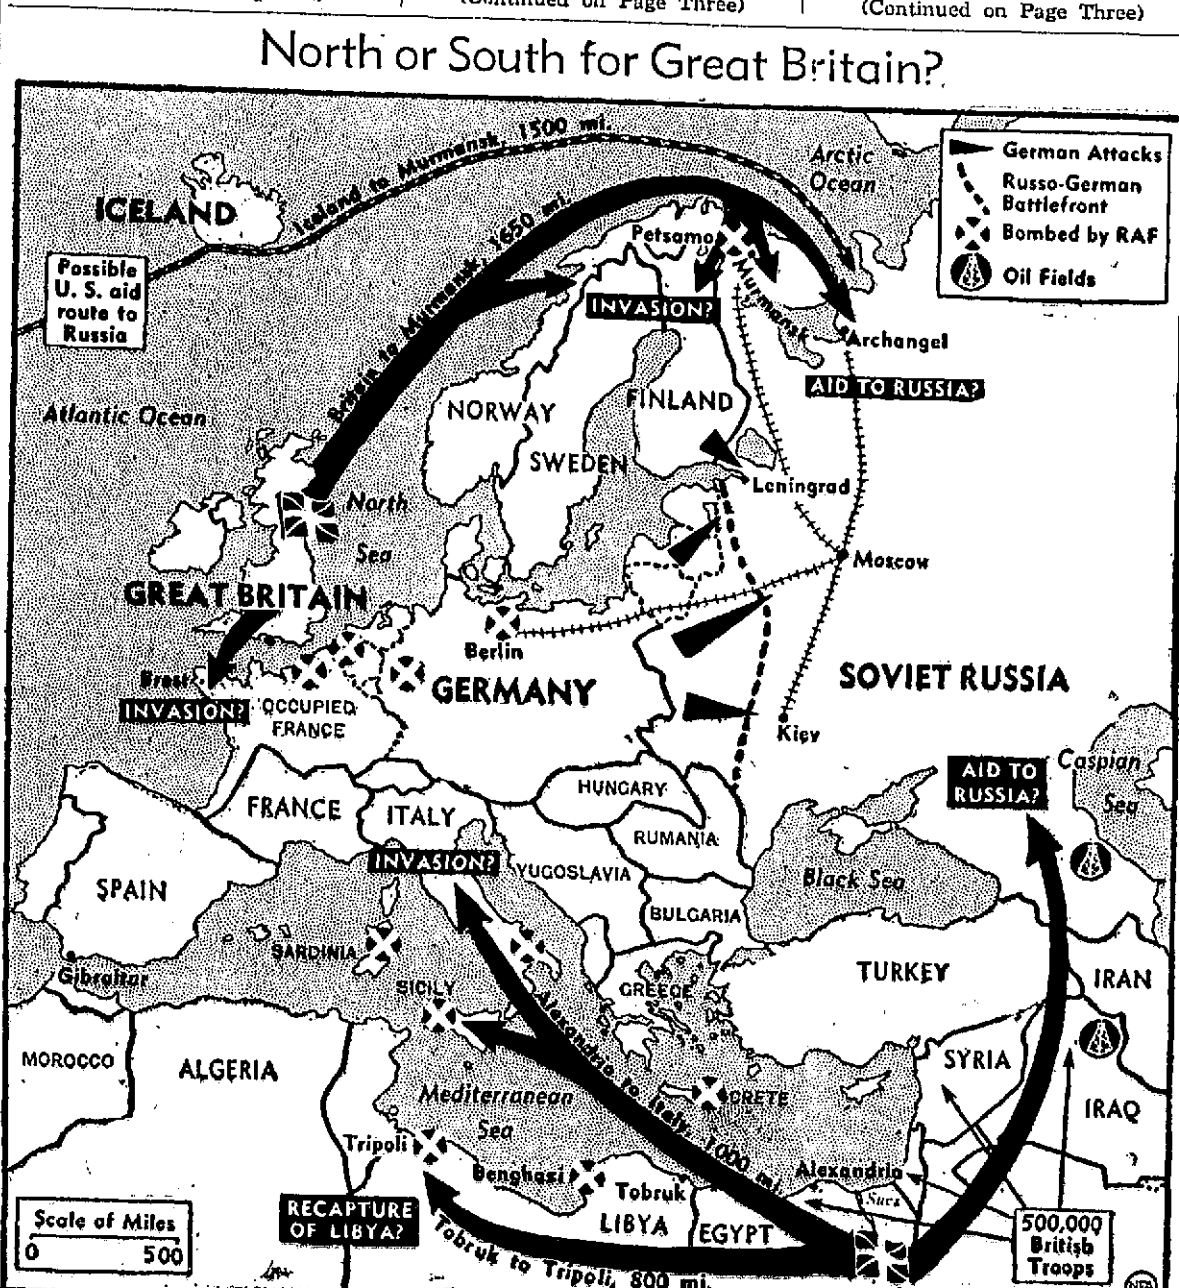 (Continued on Page Three)
(Continued on Page Three)
North or South for Great Britain?
German Attacks
Russo-German
Battlefront
Bombed by RAF
Oil Fields
Iceland to Murmansk, 1500 mi.
Arctic
Ocean
ICELAND
Possible
U. S. aid
route to
Russia
Britain to Murmansk, 1650 mi.
Petsamo
Murmansk
INVASION?
Archangel
AID TO RUSSIA?
Atlantic Ocean
NORWAY
FINLAND
SWEDEN
Leningrad
North
Sea
Moscow
GREAT BRITAIN
Berlin
Brest
INVASION?
OCCUPIED
FRANCE
GERMANY
SOVIET RUSSIA
Kiev
Caspian
Sea
AID TO
RUSSIA?
HUNGARY
FRANCE
ITALY
RUMANIA
INVASION?
YUGOSLAVIA
Black Sea
SPAIN
BULGARIA
SARDINIA
Gibraltar
SICILY
GREECE
TURKEY
IRAN
Alexandria to Italy, 1,000 mi.
MOROCCO
ALGERIA
SYRIA
IRAQ
Mediterranean
Sea
CRETE
Tripoli
Benghasi
Tobruk
Alexandria
Suez
LIBYA
EGYPT
RECAPTURE
OF LIBYA?
Tobruk to Tripoli, 800 mi.
Scale of Miles
0 500
500,000
British
Troops
NEA